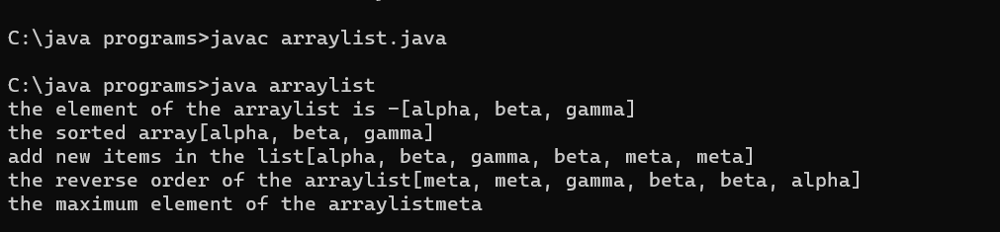 C:\java programs>javac arraylist.java
C:\java programs>java arraylist
the element of the arraylist is -[alpha, beta, gamma]
the sorted array[alpha, beta, gamma]
add new items in the list[alpha, beta, gamma, beta, meta, meta]
the reverse order of the arraylist[meta, meta, gamma, beta, beta, alpha]
the maximum element of the arraylistmeta